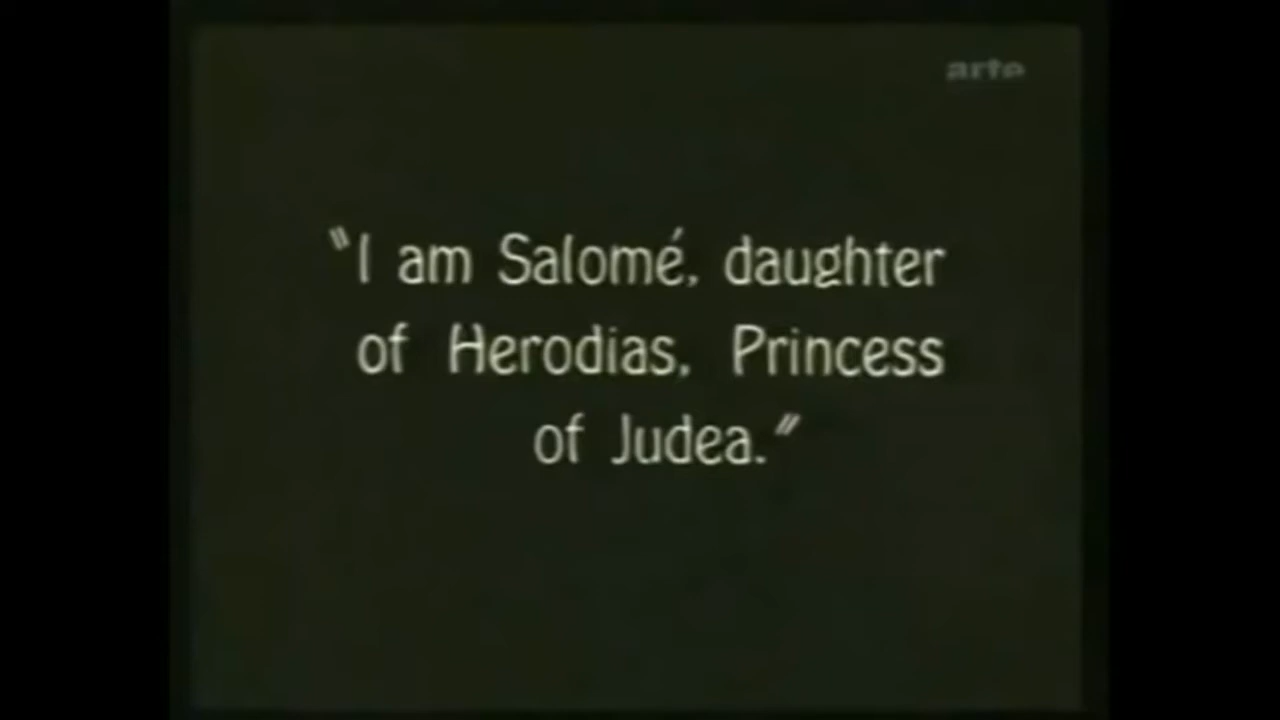 arte
"I am Salomé, daughter
of Herodias, Princess
of Judea."